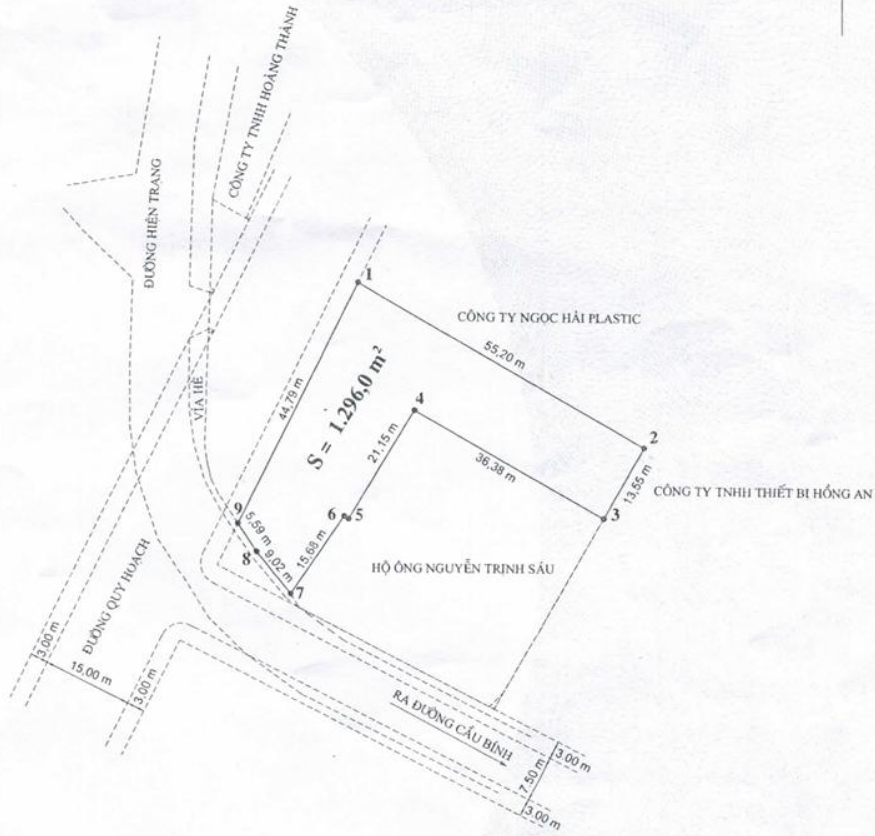 CÔNG TY TNHH HOÀNG THÀNH
ĐƯỜNG HIỆN TRẠNG
1
CÔNG TY NGỌC HẢI PLASTIC
55,20 m
44,79 m
S = 1.296,0 m²
VỈA HÈ
4
21,15 m
36,38 m
2
13,55 m
CÔNG TY TNHH THIẾT BỊ HỒNG AN
3
9
5,59 m
6
5
8
9,02 m
15,68 m
HỘ ÔNG NGUYỄN TRỊNH SÁU
7
ĐƯỜNG QUY HOẠCH
3,00 m
15,00 m
3,00 m
RA ĐƯỜNG CẦU BÍNH
3.00 m
7.50 m
3.00 m